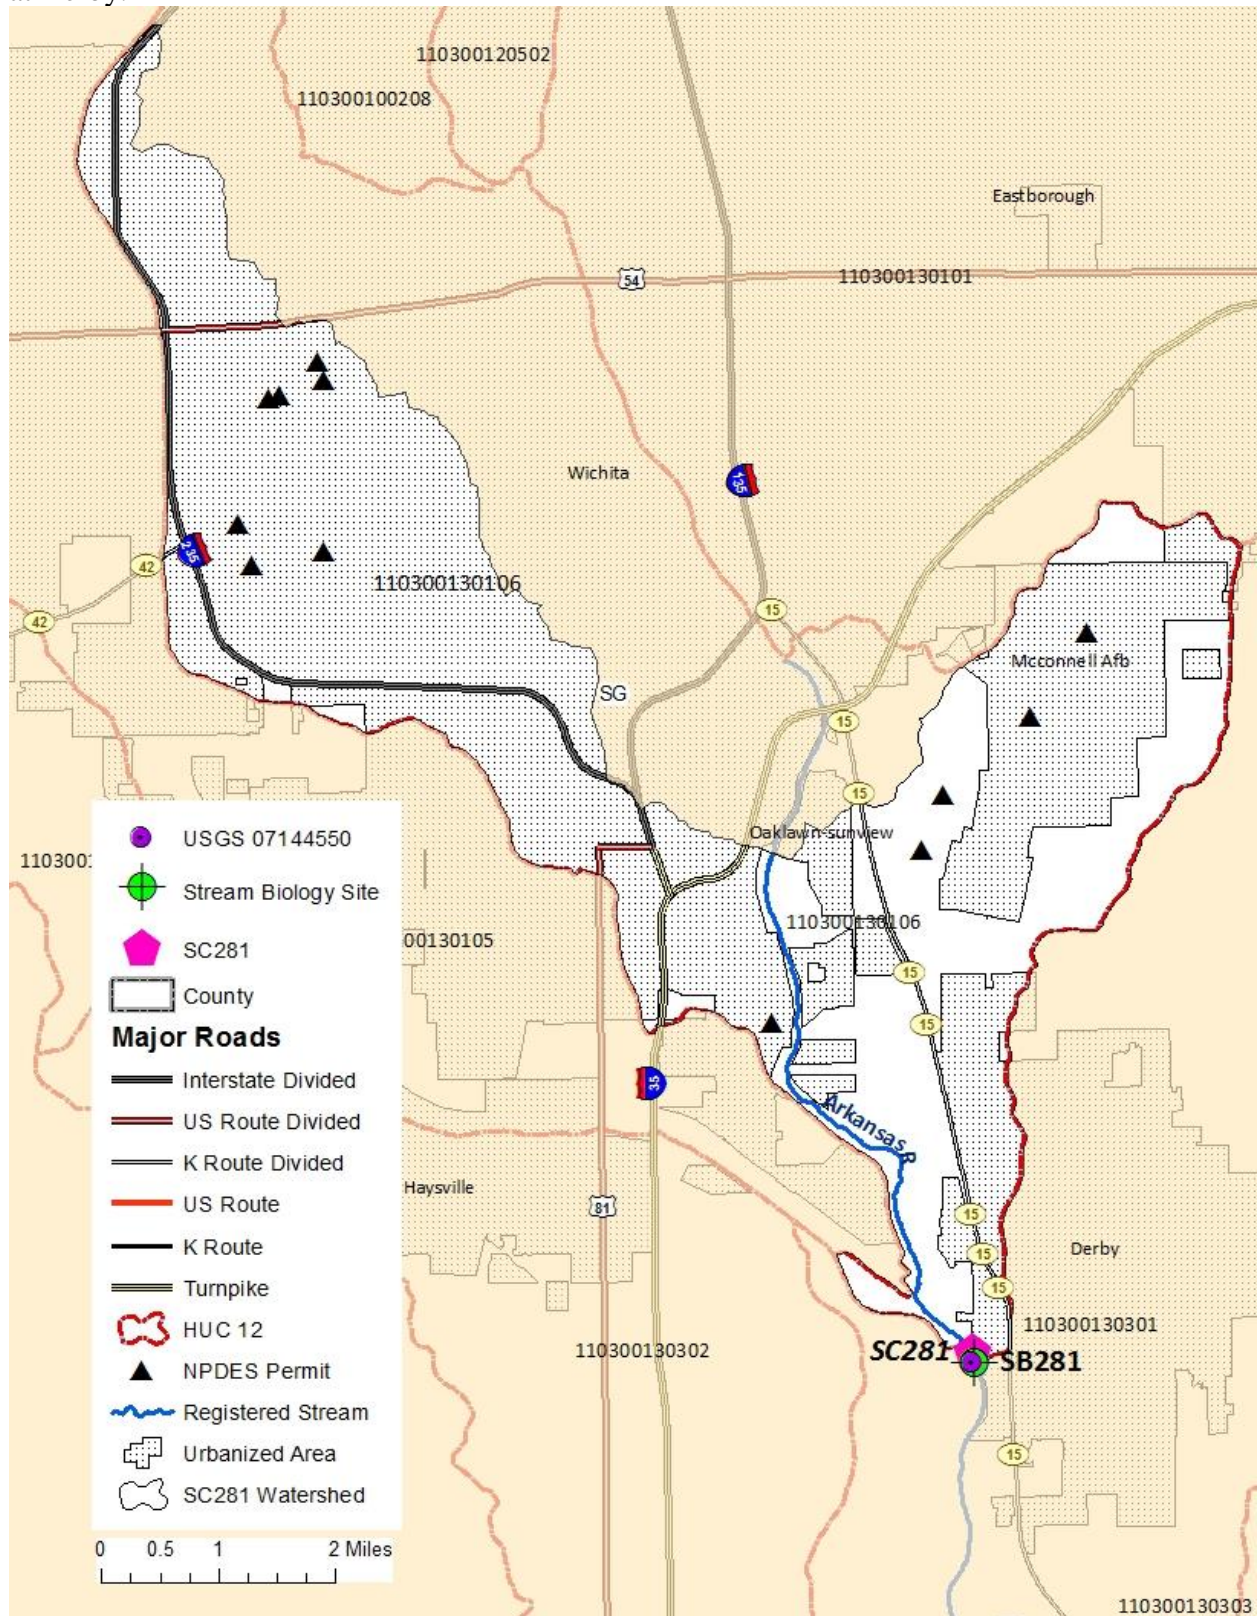 110300120502
110300100208
Eastborough
54
110300130101
Wichita
135
235
42
110300130106
15
42
Mcconnell Afb
SG
15
15
Oaklawn-sunview
110300130106
00130105
15
15
35
Arkansas R
Haysville
81
15
15
Derby
15
110300130301
110300130302
SC281
SB281
15
110300130303
USGS 07144550
Stream Biology Site
SC281
County
Major Roads
Interstate Divided
US Route Divided
K Route Divided
US Route
K Route
Turnpike
HUC 12
NPDES Permit
Registered Stream
Urbanized Area
SC281 Watershed
0 0.5 1 2 Miles